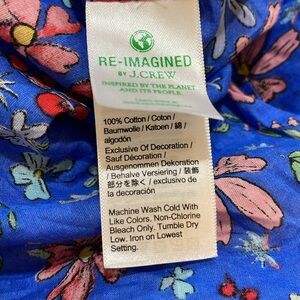 RE-IMAGINED
BY J.CREW
INSPIRED BY THE PLANET
AND ITS PEOPLE.
100% Cotton / Coton /
Baumwolle / Katoen / 綿 /
algodón
Exclusive Of Decoration /
Sauf Décoration /
Ausgenommen Dekoration
/ Behalve Versiering / 装飾
部分を除く / exclusivo de
la decoración
Machine Wash Cold With
Like Colors. Non-Chlorine
Bleach Only. Tumble Dry
Low. Iron on Lowest
Setting.